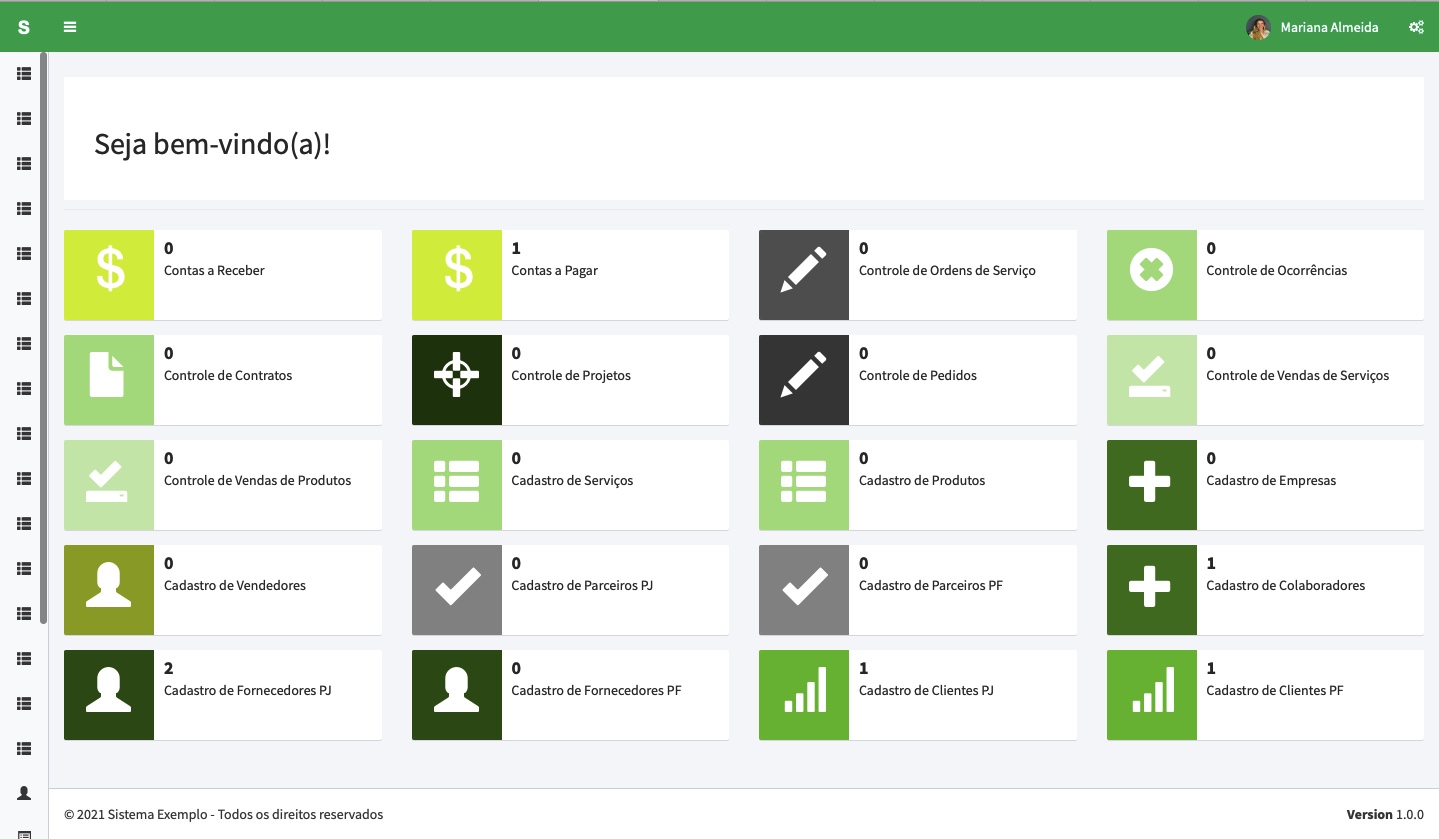 S
Mariana Almeida
Seja bem-vindo(a)!
0
Contas a Receber
1
Contas a Pagar
0
Controle de Ordens de Serviço
0
Controle de Ocorrências
0
Controle de Contratos
0
Controle de Projetos
0
Controle de Pedidos
0
Controle de Vendas de Serviços
0
Controle de Vendas de Produtos
0
Cadastro de Serviços
0
Cadastro de Produtos
0
Cadastro de Empresas
0
Cadastro de Vendedores
0
Cadastro de Parceiros PJ
0
Cadastro de Parceiros PF
1
Cadastro de Colaboradores
2
Cadastro de Fornecedores PJ
0
Cadastro de Fornecedores PF
1
Cadastro de Clientes PJ
1
Cadastro de Clientes PF
© 2021 Sistema Exemplo - Todos os direitos reservados
Version 1.0.0